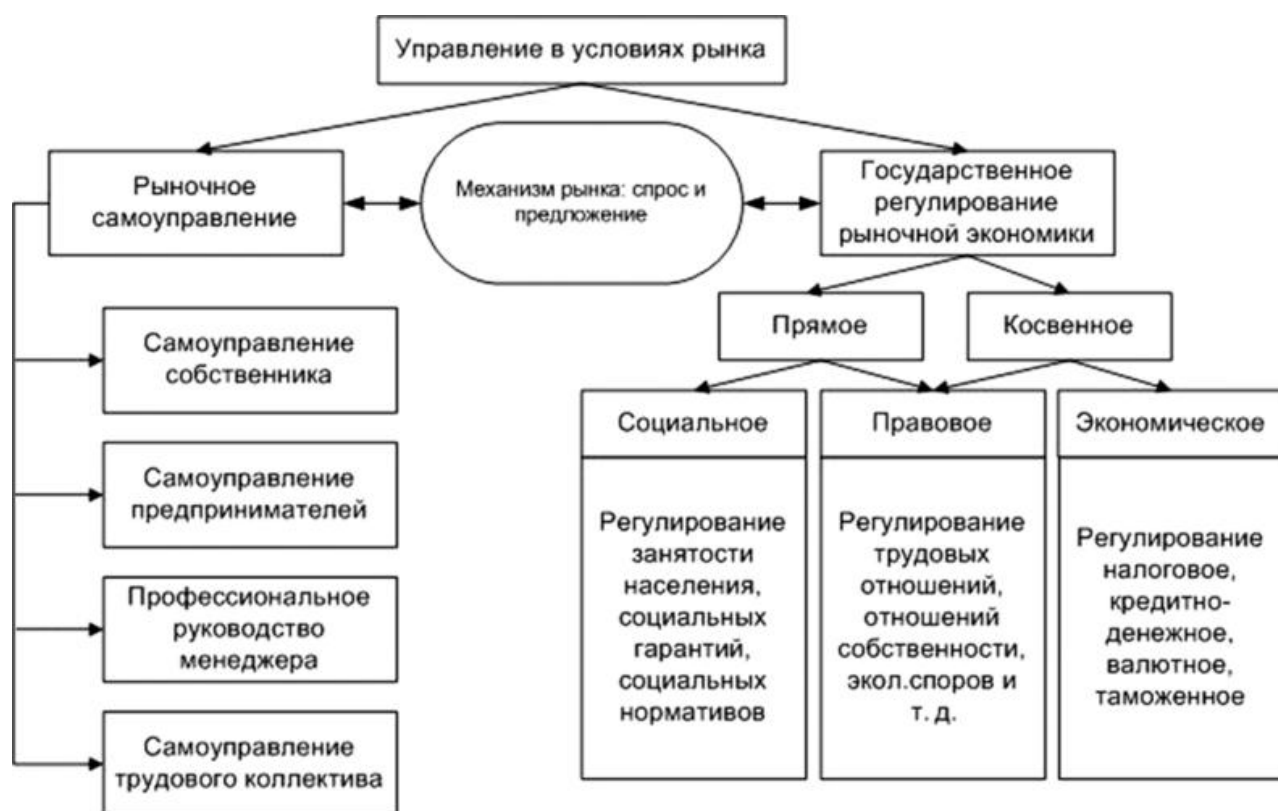 Управление в условиях рынка
Рыночное
самоуправление
Механизм рынка: спрос и
предложение
Государственное
регулирование
рыночной экономики
Прямое
Косвенное
Самоуправление
собственника
Самоуправление
предпринимателей
Профессиональное
руководство
менеджера
Самоуправление
трудового коллектива
Социальное
Правовое
Экономическое
Регулирование
занятости
населения,
социальных
гарантий,
социальных
нормативов
Регулирование
трудовых
отношений,
отношений
собственности,
экол.споров и
т. д.
Регулирование
налоговое,
кредитно-
денежное,
валютное,
таможенное